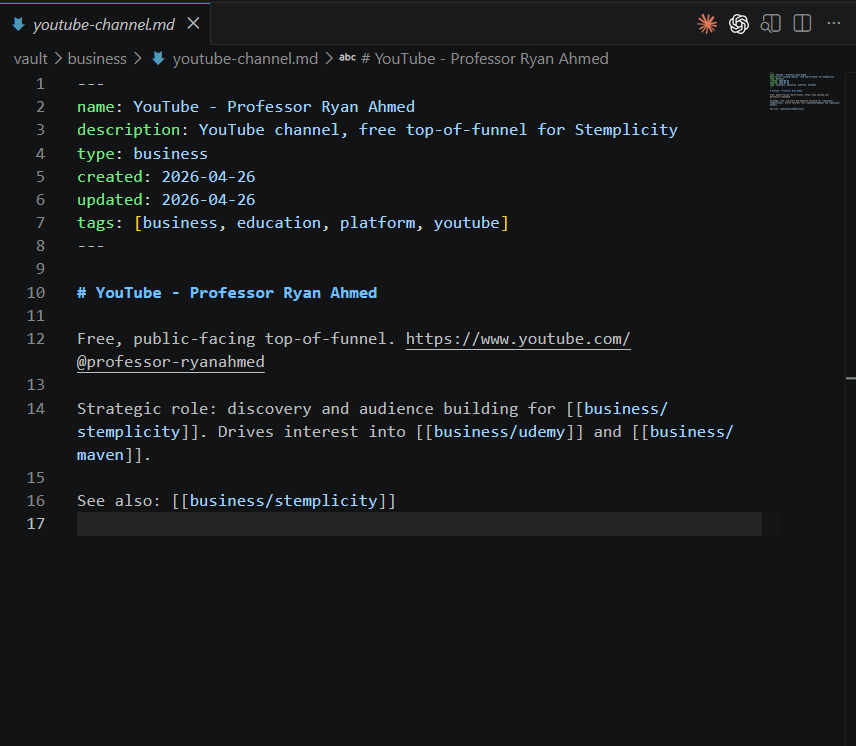 youtube-channel.md
vault > business > youtube-channel.md > abc # YouTube - Professor Ryan Ahmed
1 ---
2 name: YouTube - Professor Ryan Ahmed
3 description: YouTube channel, free top-of-funnel for Stemplicity
4 type: business
5 created: 2026-04-26
6 updated: 2026-04-26
7 tags: [business, education, platform, youtube]
8 ---
9
10 # YouTube - Professor Ryan Ahmed
11
12 Free, public-facing top-of-funnel. https://www.youtube.com/
@professor-ryanahmed
13
14 Strategic role: discovery and audience building for [[business/
stemplicity]]. Drives interest into [[business/udemy]] and [[business/
maven]].
15
16 See also: [[business/stemplicity]]
17